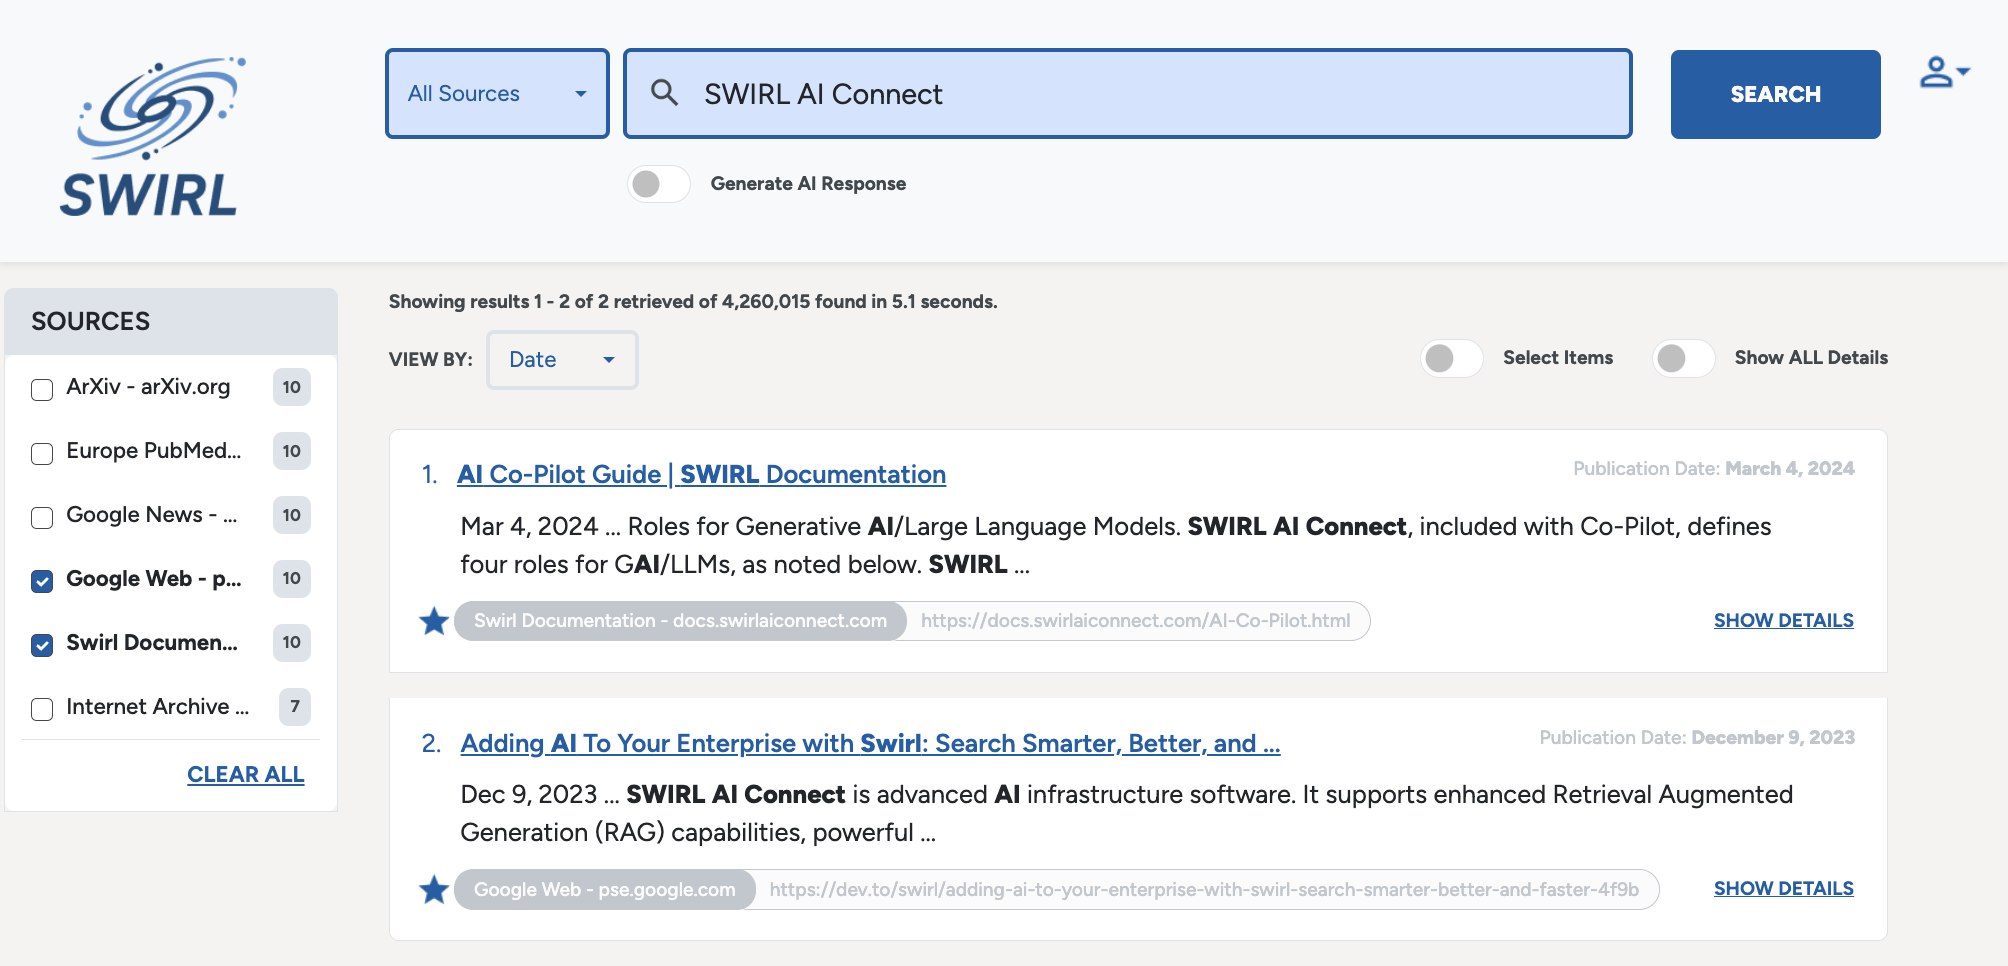 SWIRL
All Sources
SWIRL AI Connect
SEARCH
Generate AI Response
SOURCES
ArXiv - arXiv.org 10
Europe PubMed... 10
Google News - ... 10
Google Web - p... 10
Swirl Documen... 10
Internet Archive ... 7
CLEAR ALL
Showing results 1 - 2 of 2 retrieved of 4,260,015 found in 5.1 seconds.
VIEW BY: Date
Select Items
Show ALL Details
1. AI Co-Pilot Guide | SWIRL Documentation
Publication Date: March 4, 2024
Mar 4, 2024 ... Roles for Generative AI/Large Language Models. SWIRL AI Connect, included with Co-Pilot, defines
four roles for GAI/LLMs, as noted below. SWIRL ...
Swirl Documentation - docs.swirlaiconnect.com https://docs.swirlaiconnect.com/AI-Co-Pilot.html
SHOW DETAILS
2. Adding AI To Your Enterprise with Swirl: Search Smarter, Better, and ...
Publication Date: December 9, 2023
Dec 9, 2023 ... SWIRL AI Connect is advanced AI infrastructure software. It supports enhanced Retrieval Augmented
Generation (RAG) capabilities, powerful ...
Google Web - pse.google.com https://dev.to/swirl/adding-ai-to-your-enterprise-with-swirl-search-smarter-better-and-faster-4f9b
SHOW DETAILS